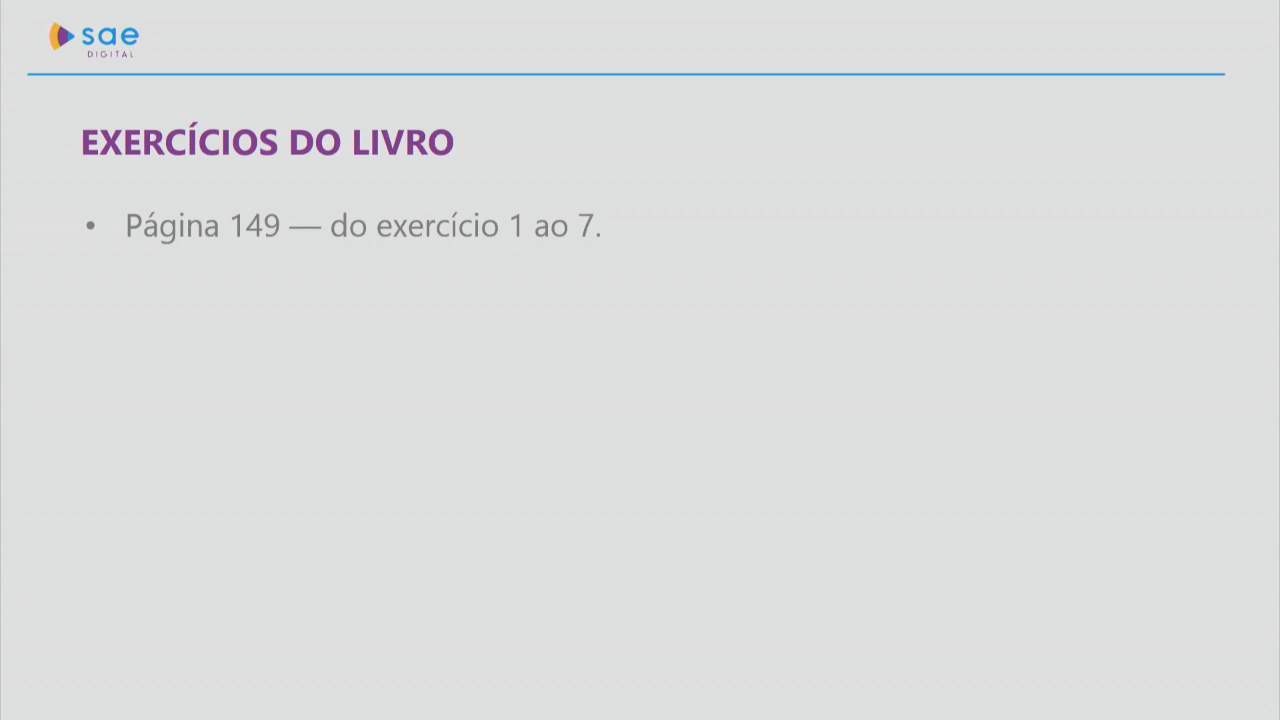 sae
DIGITAL
EXERCÍCIOS DO LIVRO
• Página 149 — do exercício 1 ao 7.